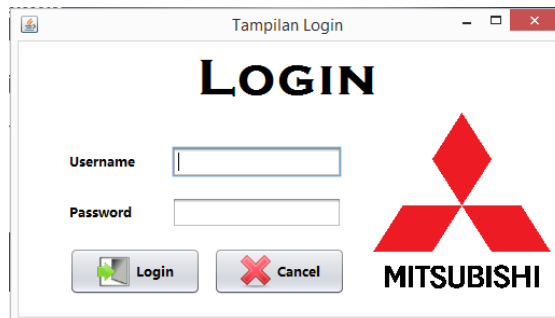 Tampilan Login
LOGIN
Username
Password
Login
Cancel
MITSUBISHI